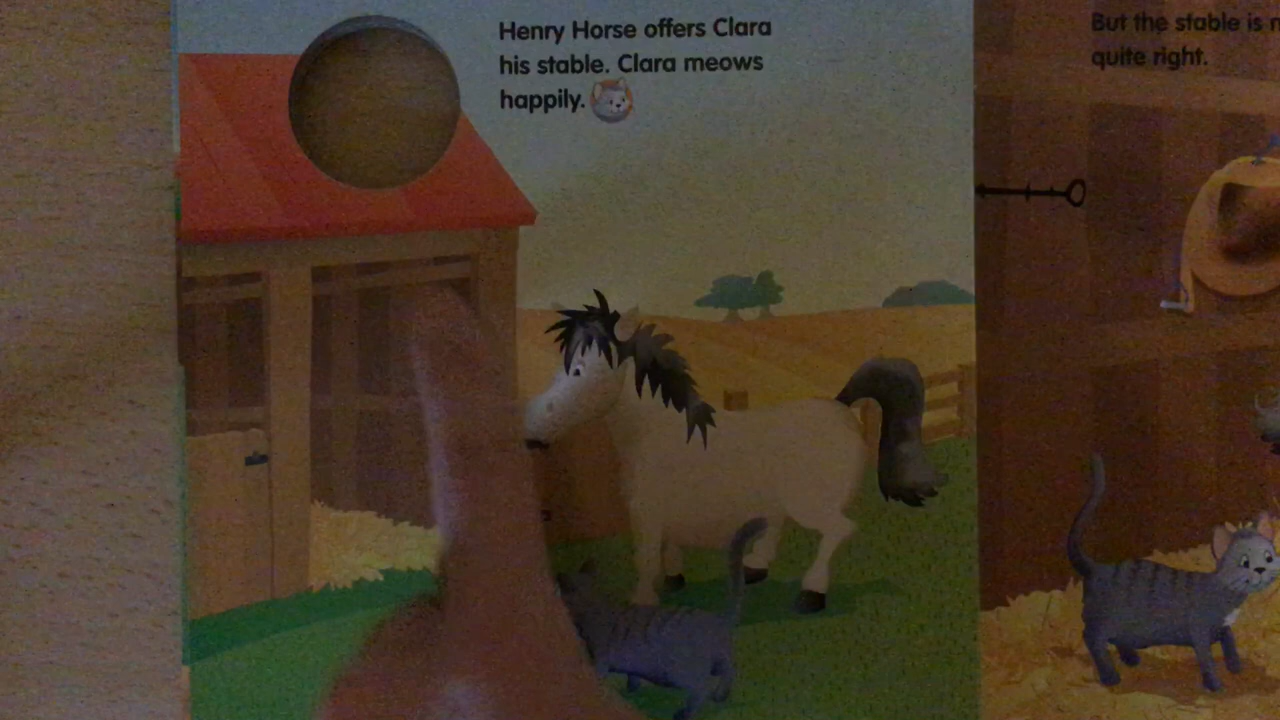 Henry Horse offers Clara
his stable. Clara meows
happily.
But the stable is
quite right.